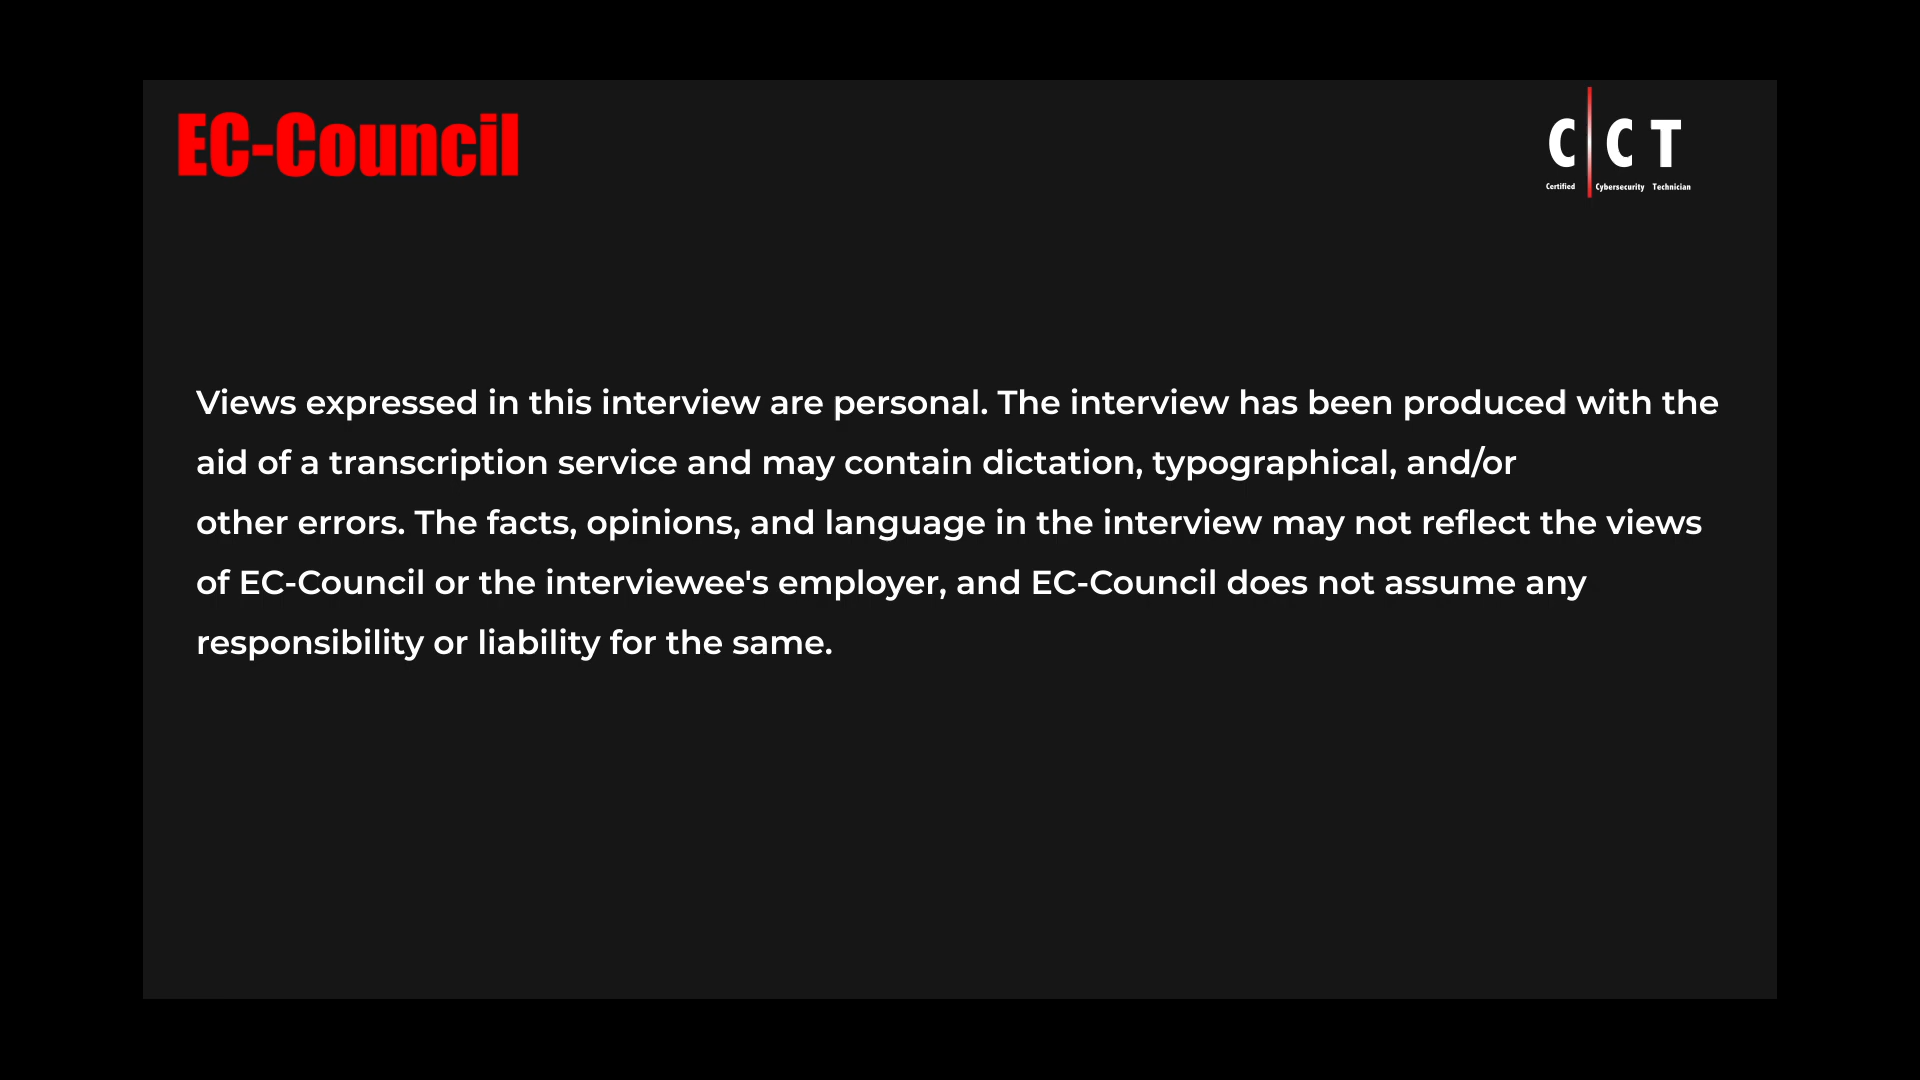 EC-Council
C CT
Certified Cybersecurity Technician
Views expressed in this interview are personal. The interview has been produced with the
aid of a transcription service and may contain dictation, typographical, and/or
other errors. The facts, opinions, and language in the interview may not reflect the views
of EC-Council or the interviewee's employer, and EC-Council does not assume any
responsibility or liability for the same.